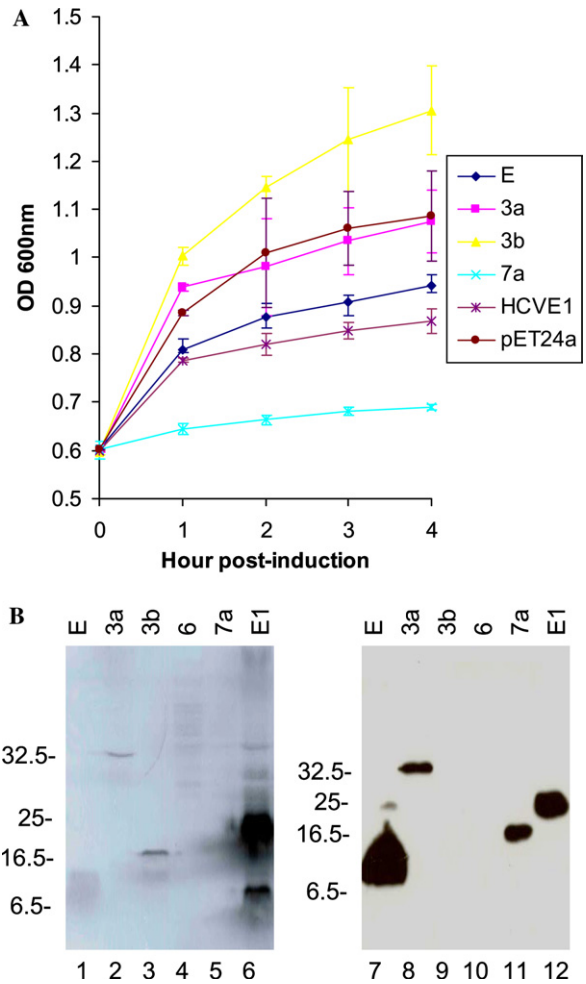 A
1.5
1.4
1.3
1.2
1.1
1
0.9
0.8
0.7
0.6
0.5
OD 600nm
0 1 2 3 4
Hour post-induction
E
3a
3b
7a
HCVE1
pET24a
B
E 3a 3b 6 7a E1
32.5-
25-
16.5-
6.5-
1 2 3 4 5 6
E 3a 3b 6 7a E1
32.5-
25-
16.5-
6.5-
7 8 9 10 11 12